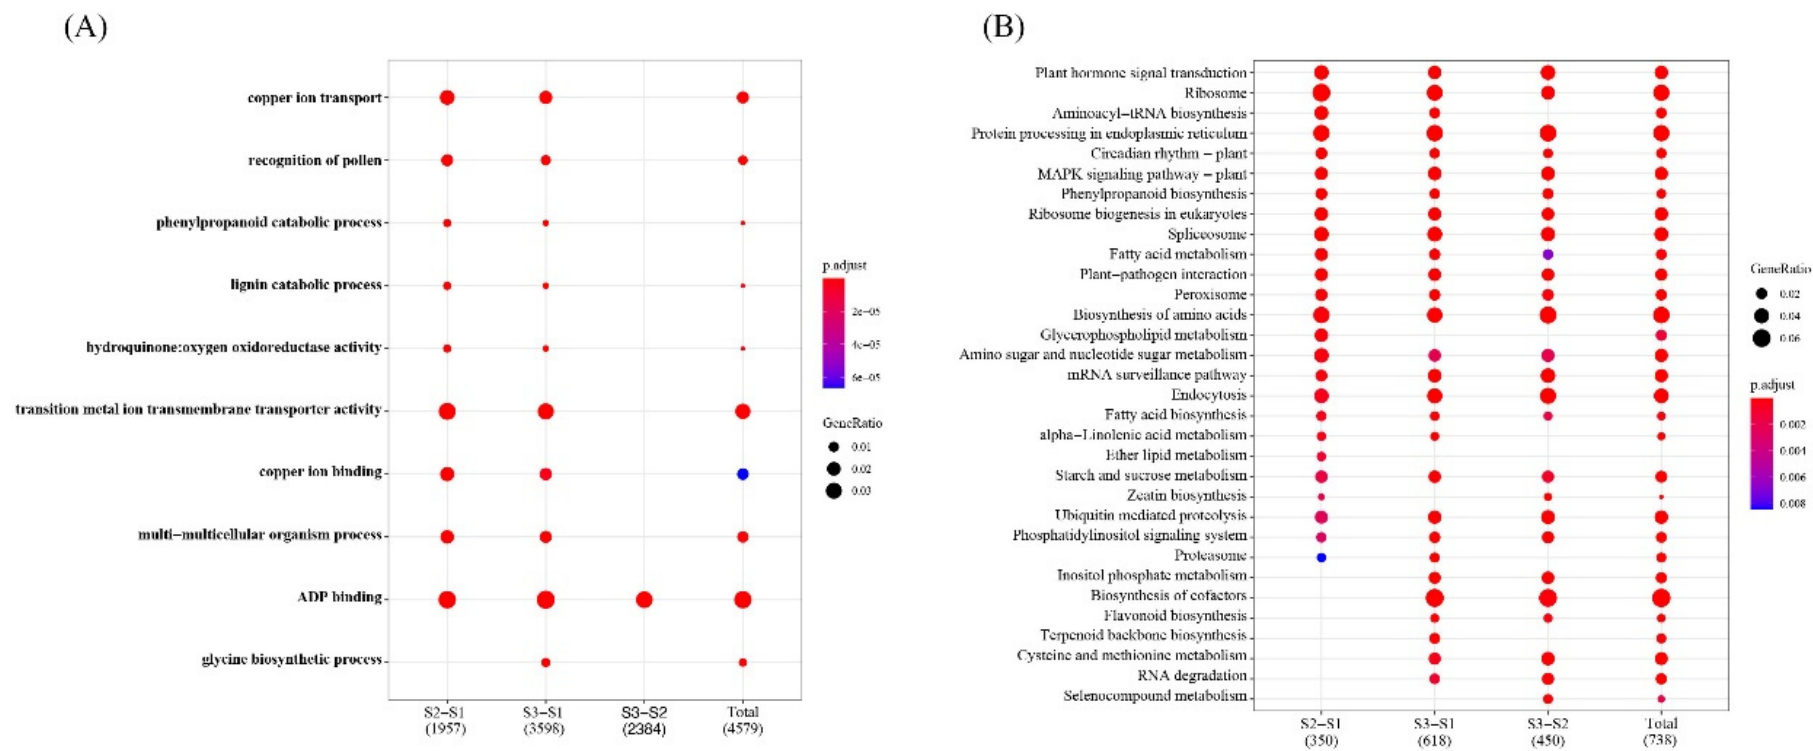 (A)
copper ion transport
recognition of pollen
phenylpropanoid catabolic process
lignin catabolic process
hydroquinone:oxygen oxidoreductase activity
transition metal ion transmembrane transporter activity
copper ion binding
multi−multicellular organism process
ADP binding
glycine biosynthetic process
S2−S1 S3−S1 S3−S2 Total
(1957) (3598) (2384) (4579)
p.adjust
2e−05
4e−05
6e−05
GeneRatio
0.01
0.02
0.03
(B)
Plant hormone signal transduction
Ribosome
Aminoacyl−tRNA biosynthesis
Protein processing in endoplasmic reticulum
Circadian rhythm − plant
MAPK signaling pathway − plant
Phenylpropanoid biosynthesis
Ribosome biogenesis in eukaryotes
Spliceosome
Fatty acid metabolism
Plant−pathogen interaction
Peroxisome
Biosynthesis of amino acids
Glycerophospholipid metabolism
Amino sugar and nucleotide sugar metabolism
mRNA surveillance pathway
Endocytosis
Fatty acid biosynthesis
alpha−Linolenic acid metabolism
Ether lipid metabolism
Starch and sucrose metabolism
Zeatin biosynthesis
Ubiquitin mediated proteolysis
Phosphatidylinositol signaling system
Proteasome
Inositol phosphate metabolism
Biosynthesis of cofactors
Flavonoid biosynthesis
Terpenoid backbone biosynthesis
Cysteine and methionine metabolism
RNA degradation
Selenocompound metabolism
S2−S1 S3−S1 S3−S2 Total
(350) (618) (450) (738)
GeneRatio
0.02
0.04
0.06
p.adjust
0.002
0.004
0.006
0.008